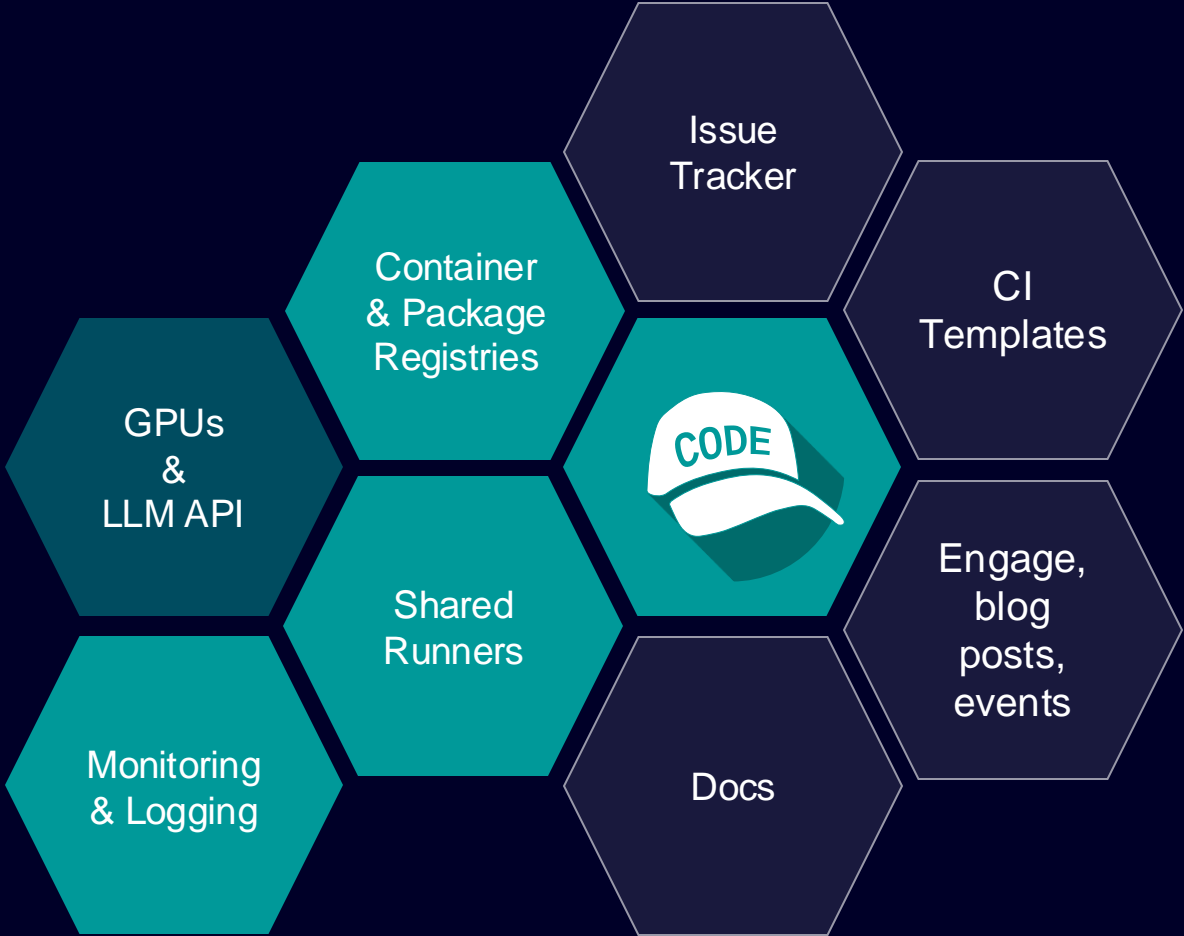 Issue
Tracker
Container
& Package
Registries
CI
Templates
GPUs
&
LLM API
CODE
Shared
Runners
Engage,
blog
posts,
events
Monitoring
& Logging
Docs